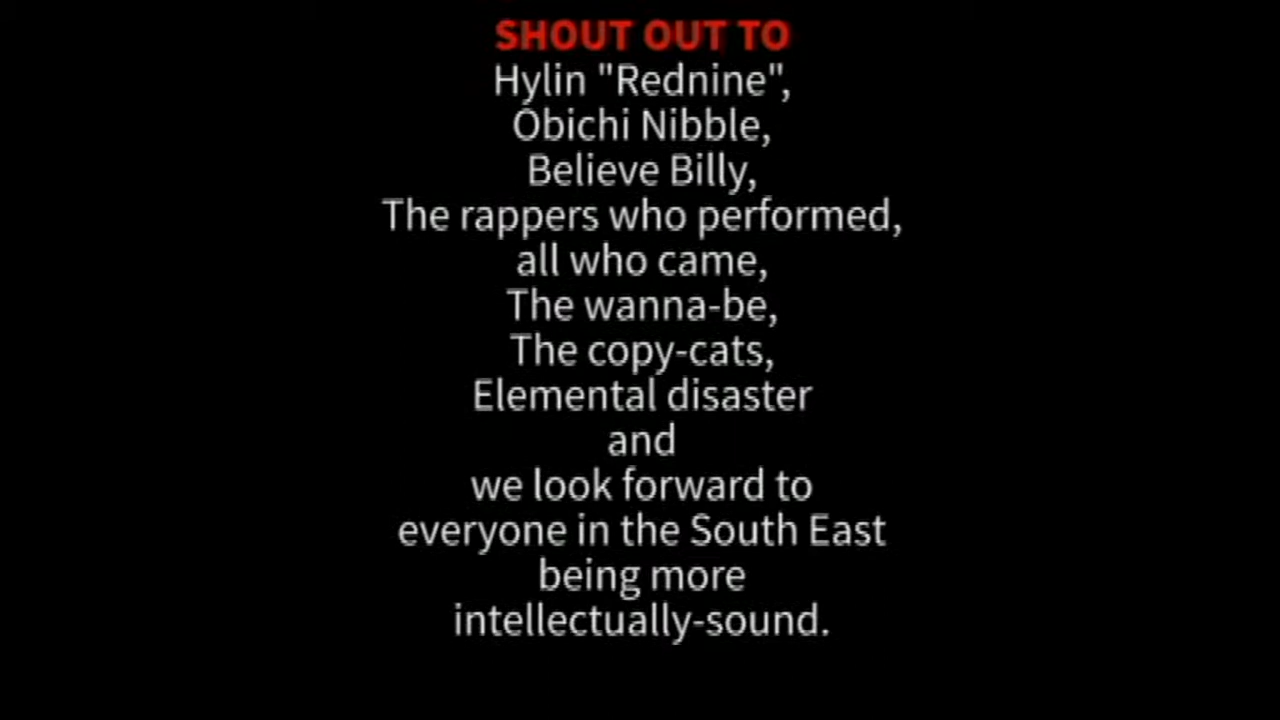 SHOUT OUT TO
Hylin "Rednine",
Obichi Nibble,
Believe Billy,
The rappers who performed,
all who came,
The wanna-be,
The copy-cats,
Elemental disaster
and
we look forward to
everyone in the South East
being more
intellectually-sound.